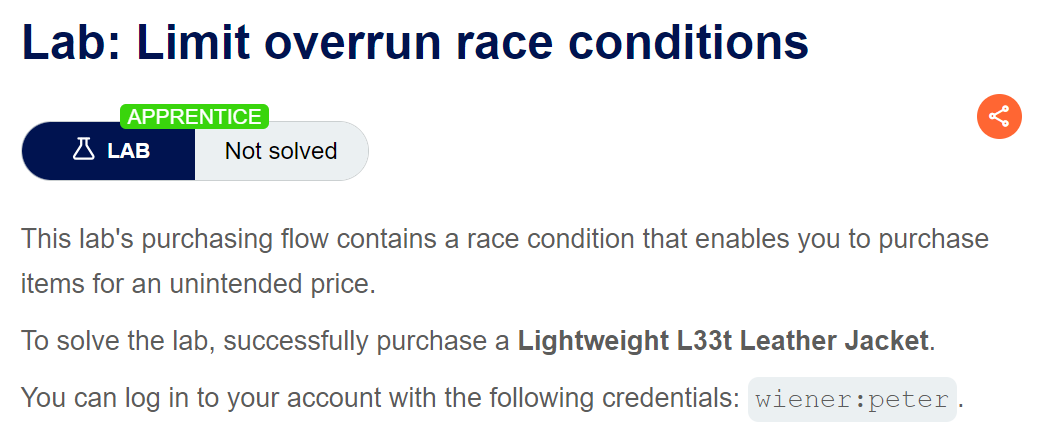 Lab: Limit overrun race conditions
APPRENTICE
LAB Not solved
This lab's purchasing flow contains a race condition that enables you to purchase
items for an unintended price.
To solve the lab, successfully purchase a Lightweight L33t Leather Jacket.
You can log in to your account with the following credentials: wiener:peter.